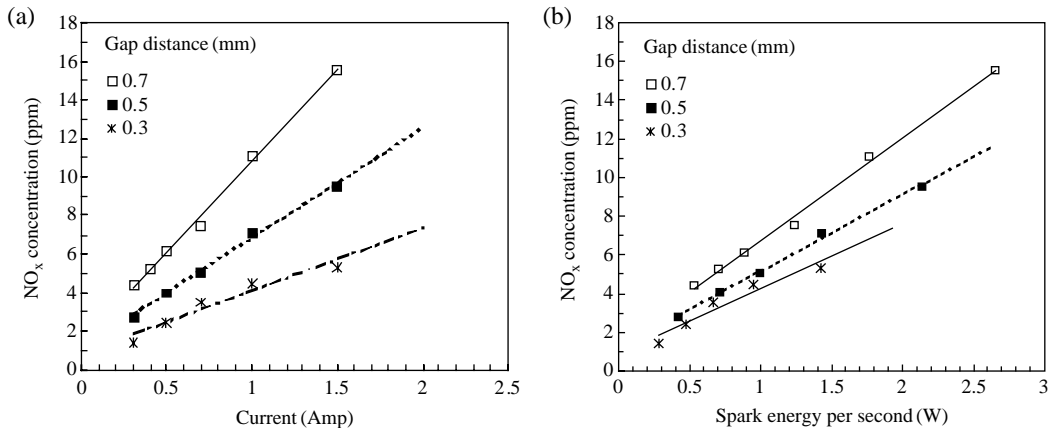 (a)
18
16
14
12
10
8
6
4
2
0
NOx concentration (ppm)
Gap distance (mm)
0.7
0.5
0.3
0 0.5 1 1.5 2 2.5
Current (Amp)
(b)
18
16
14
12
10
8
6
4
2
0
NOx concentration (ppm)
Gap distance (mm)
0.7
0.5
0.3
0 0.5 1 1.5 2 2.5 3
Spark energy per second (W)